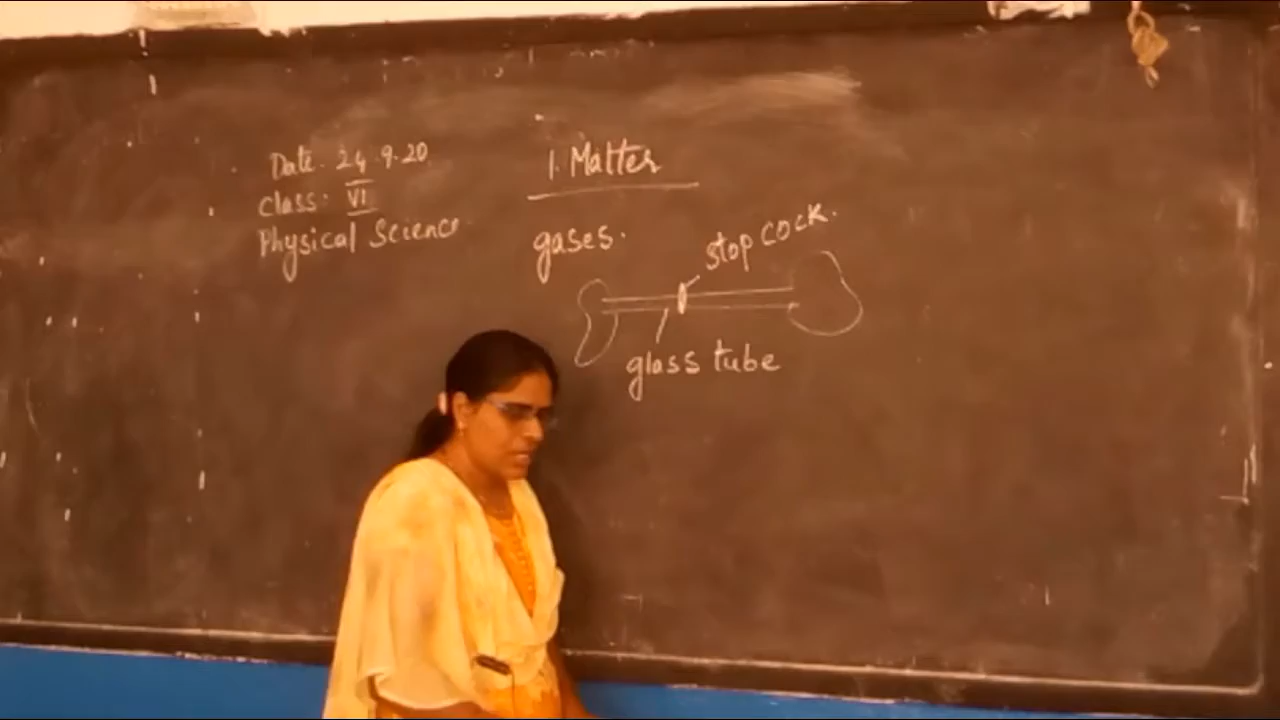 Date. 24.9.20
Class: VI
Physical Science
1. Matter
gases.
stop cock.
glass tube